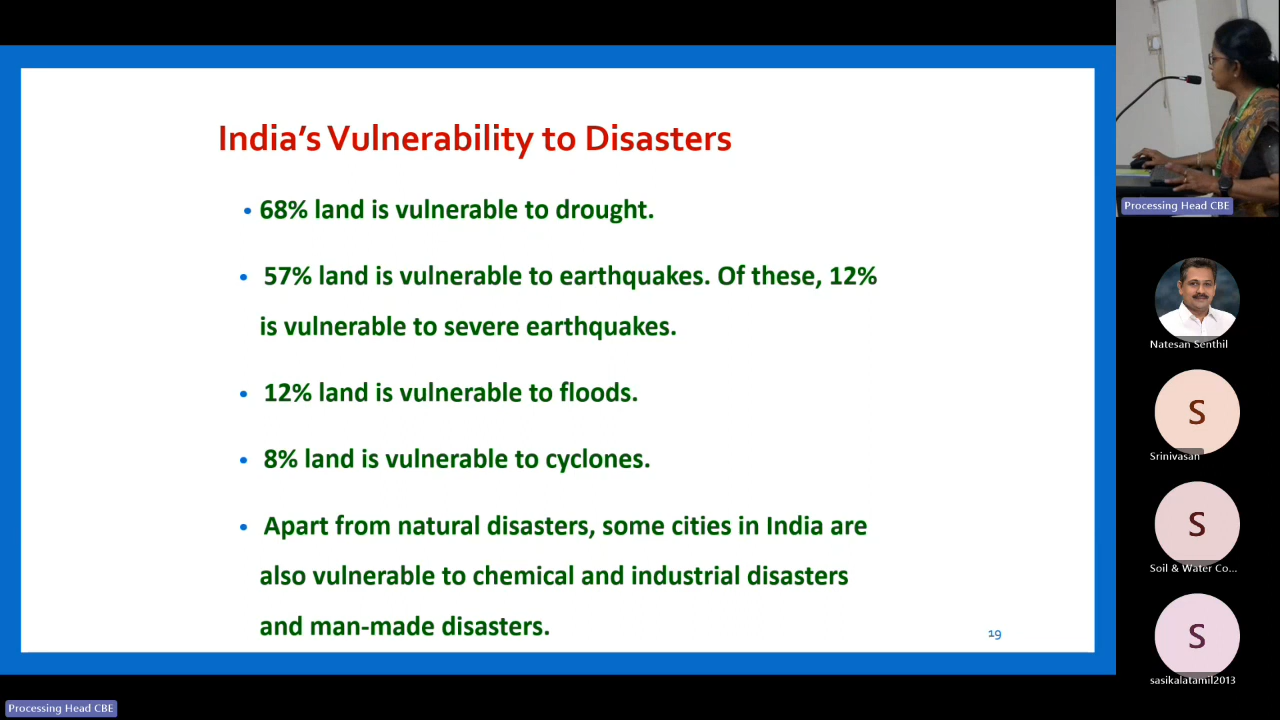 India's Vulnerability to Disasters
• 68% land is vulnerable to drought.
• 57% land is vulnerable to earthquakes. Of these, 12%
is vulnerable to severe earthquakes.
• 12% land is vulnerable to floods.
• 8% land is vulnerable to cyclones.
• Apart from natural disasters, some cities in India are
also vulnerable to chemical and industrial disasters
and man-made disasters.
19
Processing Head CBE
Natesan Senthil
S
Srinivasan
S
Soil & Water Co...
S
sasikalatamil2013
Processing Head CBE